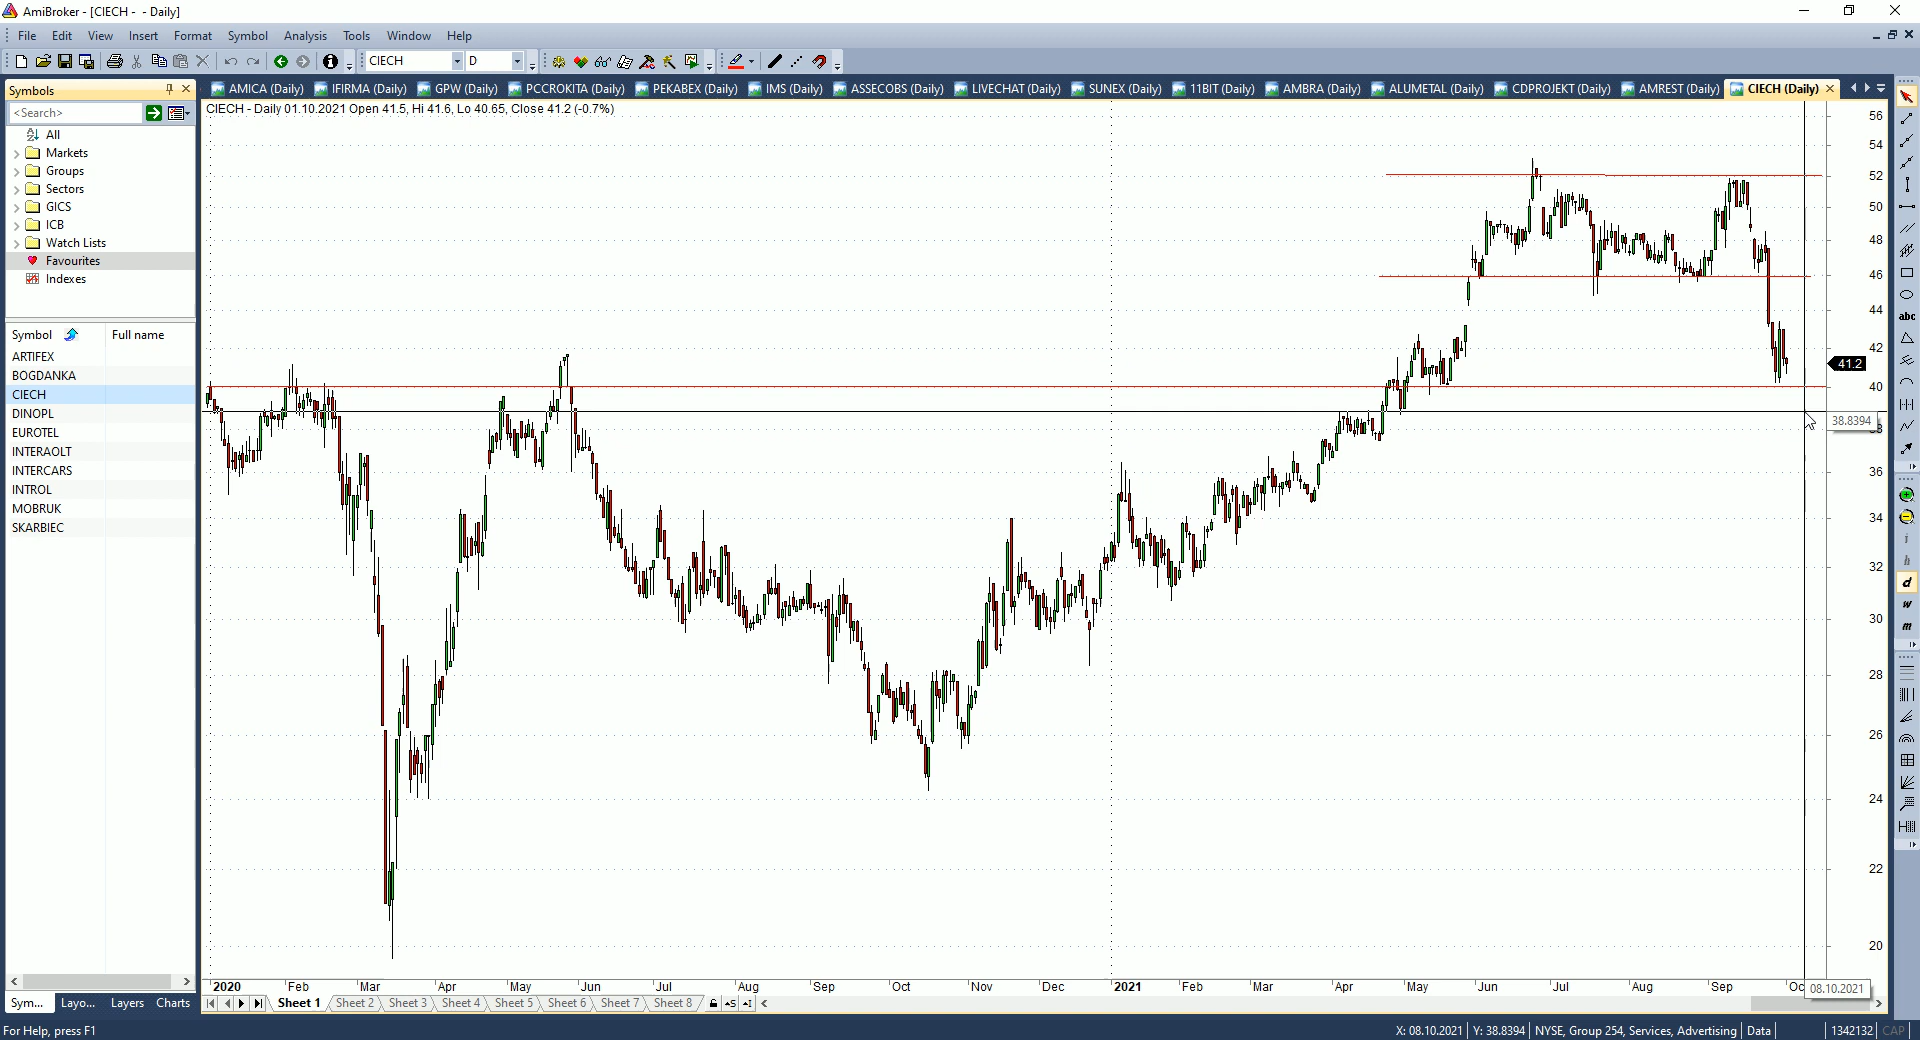 AmiBroker - [CIECH - - Daily]
File Edit View Insert Format Symbol Analysis Tools Window Help
CIECH D
Symbols
AMICA (Daily) IFIRMA (Daily) GPW (Daily) PCCROKITA (Daily) PEKABEX (Daily) IMS (Daily) ASSECOBS (Daily) LIVECHAT (Daily) SUNEX (Daily) 11BIT (Daily) AMBRA (Daily) ALUMETAL (Daily) CDPROJEKT (Daily) AMREST (Daily) CIECH (Daily)
<Search>
CIECH - Daily 01.10.2021 Open 41.5, Hi 41.6, Lo 40.65, Close 41.2 (-0.7%)
All
Markets
Groups
Sectors
GICS
ICB
Watch Lists
Favourites
Indexes
Symbol Full name
ARTIFEX
BOGDANKA
CIECH
DINOPL
EUROTEL
INTERAOLT
INTERCARS
INTROL
MOBRUK
SKARBIEC
56
54
52
50
48
46
44
42
41.2
40
38.8394
36
34
32
30
28
26
24
22
20
abc
i
h
d
w
m
2020 Feb Mar Apr May Jun Jul Aug Sep Oct Nov Dec 2021 Feb Mar Apr May Jun Jul Aug Sep
08.10.2021
Sym... Layo... Layers Charts
Sheet 1 Sheet 2 Sheet 3 Sheet 4 Sheet 5 Sheet 6 Sheet 7 Sheet 8
For Help, press F1
X: 08.10.2021 Y: 38.8394 NYSE, Group 254, Services, Advertising Data 1342132 CAP